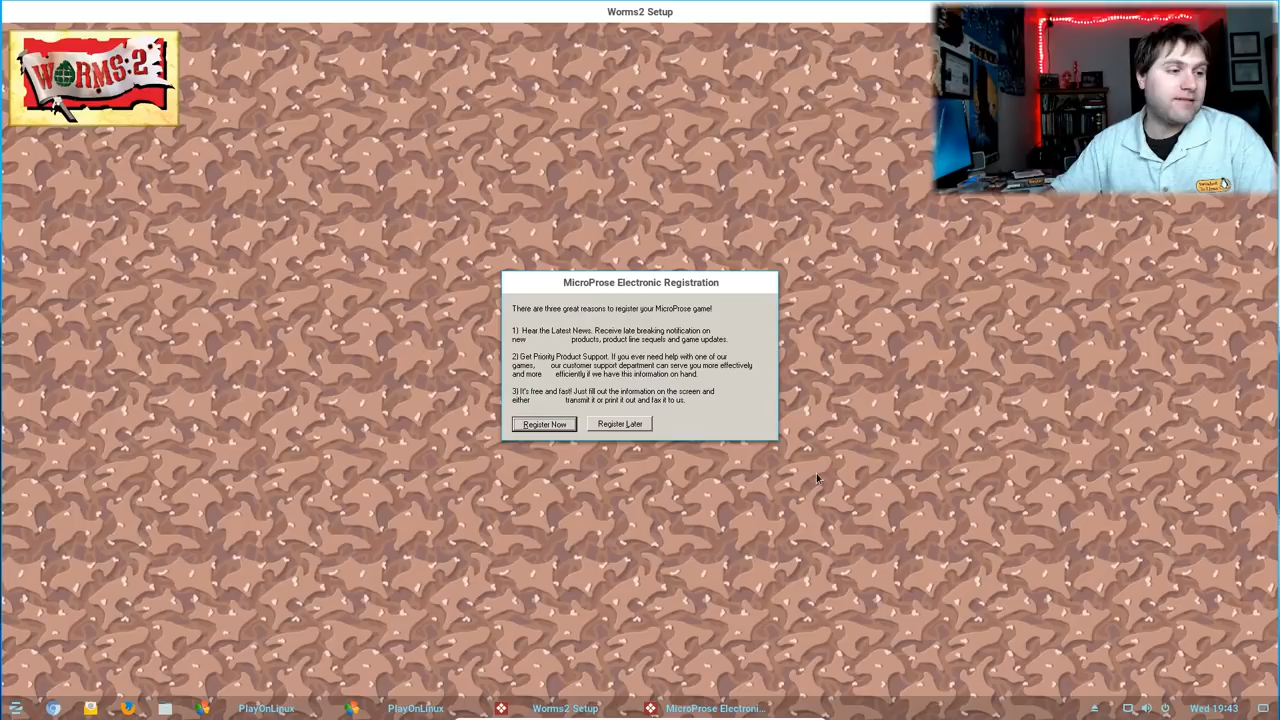 Worms2 Setup
WORMS 2
MicroProse Electronic Registration
There are three great reasons to register your MicroProse game!
1) Hear the Latest News. Receive late breaking notification on
new products, product line sequels and game updates.
2) Get Priority Product Support. If you ever need help with one of our
games, our customer support department can serve you more effectively
and more efficiently if we have this information on hand.
3) It's free and fast! Just fill out the information on the screen and
either transmit it or print it out and fax it to us.
Register Now Register Later
PlayOnLinux PlayOnLinux Worms2 Setup MicroProse Electroni... Wed 19:43